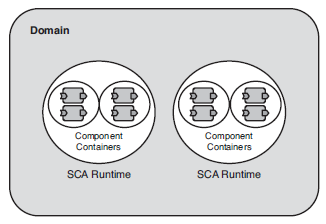 Domain
Component
Containers
Component
Containers
SCA Runtime
SCA Runtime